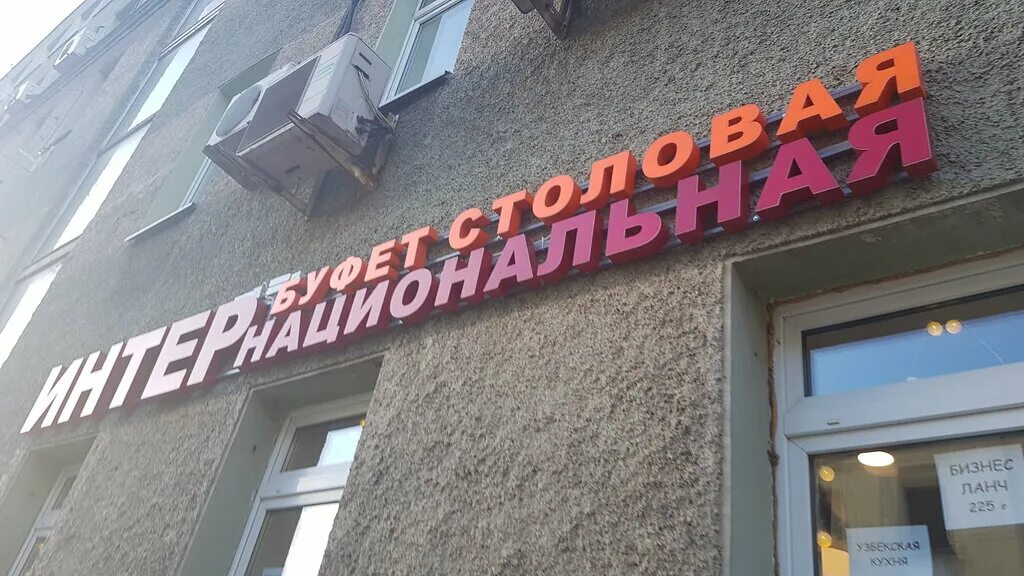 БУФЕТ СТОЛОВАЯ
ИНТЕРНАЦИОНАЛЬНАЯ
БИЗНЕС
ЛАНЧ
225 р
УЗБЕКСКАЯ
КУХНЯ